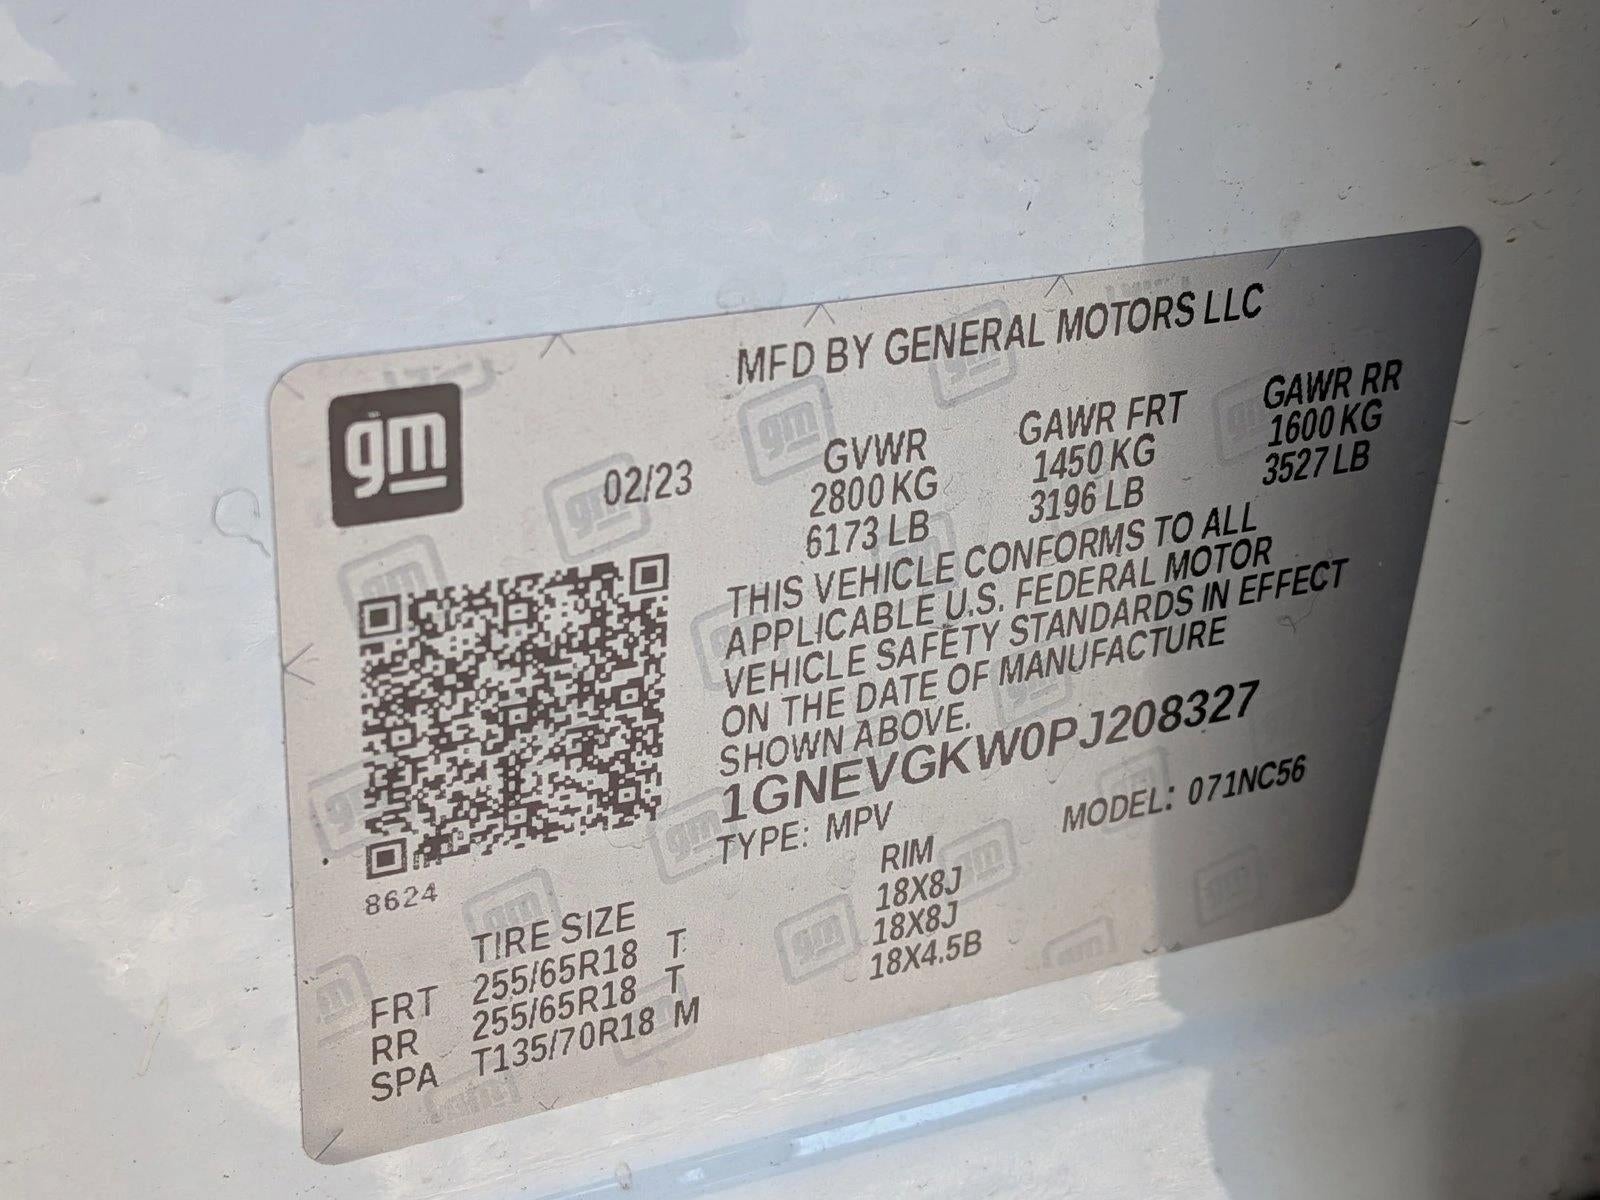 MFD BY GENERAL MOTORS LLC
gm
02/23
GVWR GAWR FRT GAWR RR
2800 KG 1450 KG 1600 KG
6173 LB 3196 LB 3527 LB
THIS VEHICLE CONFORMS TO ALL
APPLICABLE U.S. FEDERAL MOTOR
VEHICLE SAFETY STANDARDS IN EFFECT
ON THE DATE OF MANUFACTURE
SHOWN ABOVE.
1GNEVGKW0PJ208327
TYPE: MPV MODEL: 071NC56
8624
TIRE SIZE RIM
FRT 255/65R18 T 18X8J
RR 255/65R18 T 18X8J
SPA T135/70R18 M 18X4.5B